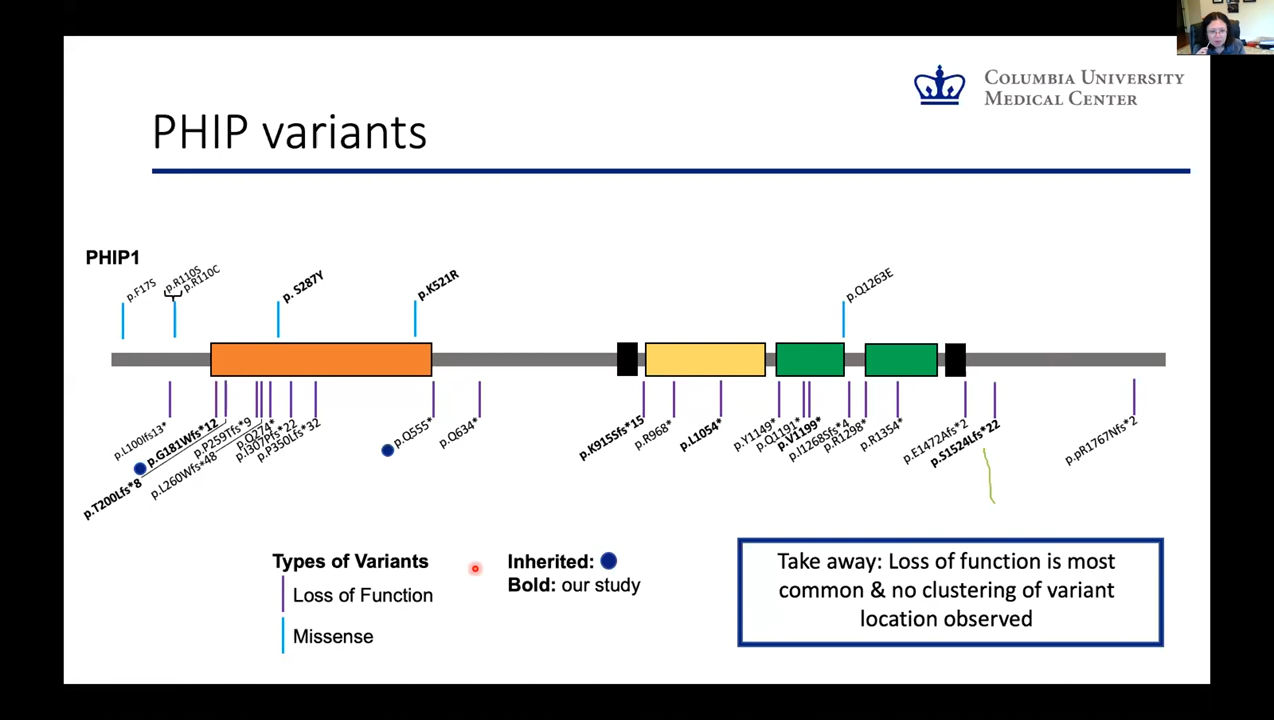 COLUMBIA UNIVERSITY
MEDICAL CENTER
PHIP variants
PHIP1
p.F17S
p.R110S
p.R110C
p. S287Y
p.K521R
p.Q1263E
p.L100Ifs13*
p.G181Wfs*12
p.T200Lfs*8
p.P259Tfs*9
p.L260Wfs*48
p.Q274*
p.I307Pfs*22
p.P350Lfs*32
p.Q555*
p.Q634*
p.K915Sfs*15
p.R968*
p.L1054*
p.Y1149*
p.Q1191*
p.V1199*
p.I1268Sfs*4
p.R1298*
p.R1354*
p.E1472Afs*2
p.S1524Lfs*22
p.pR1767Nfs*2
Types of Variants
Loss of Function
Missense
Inherited:
Bold: our study
Take away: Loss of function is most
common & no clustering of variant
location observed